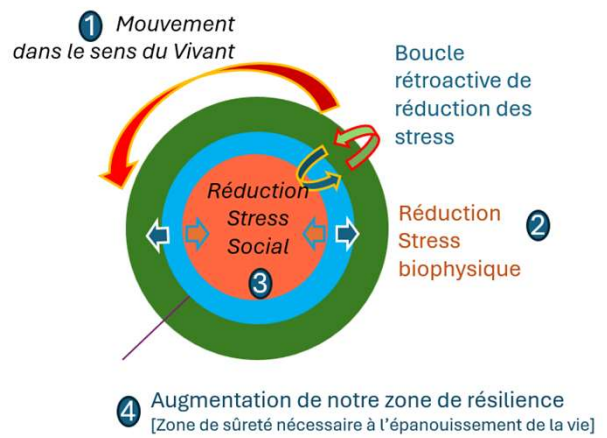 1 Mouvement
dans le sens du Vivant
Boucle
rétroactive de
réduction des
stress
Réduction
Stress
Social
3
Réduction
Stress
biophysique
2
4 Augmentation de notre zone de résilience
[Zone de sûreté nécessaire à l'épanouissement de la vie]